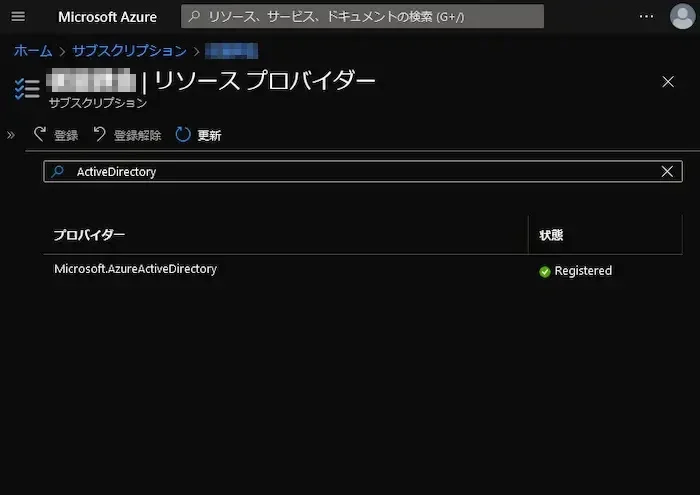 Microsoft Azure
リソース、サービス、ドキュメントの検索 (G+/)
ホーム > サブスクリプション >
| リソース プロバイダー
サブスクリプション
登録 登録解除 更新
ActiveDirectory
プロバイダー 状態
Microsoft.AzureActiveDirectory Registered